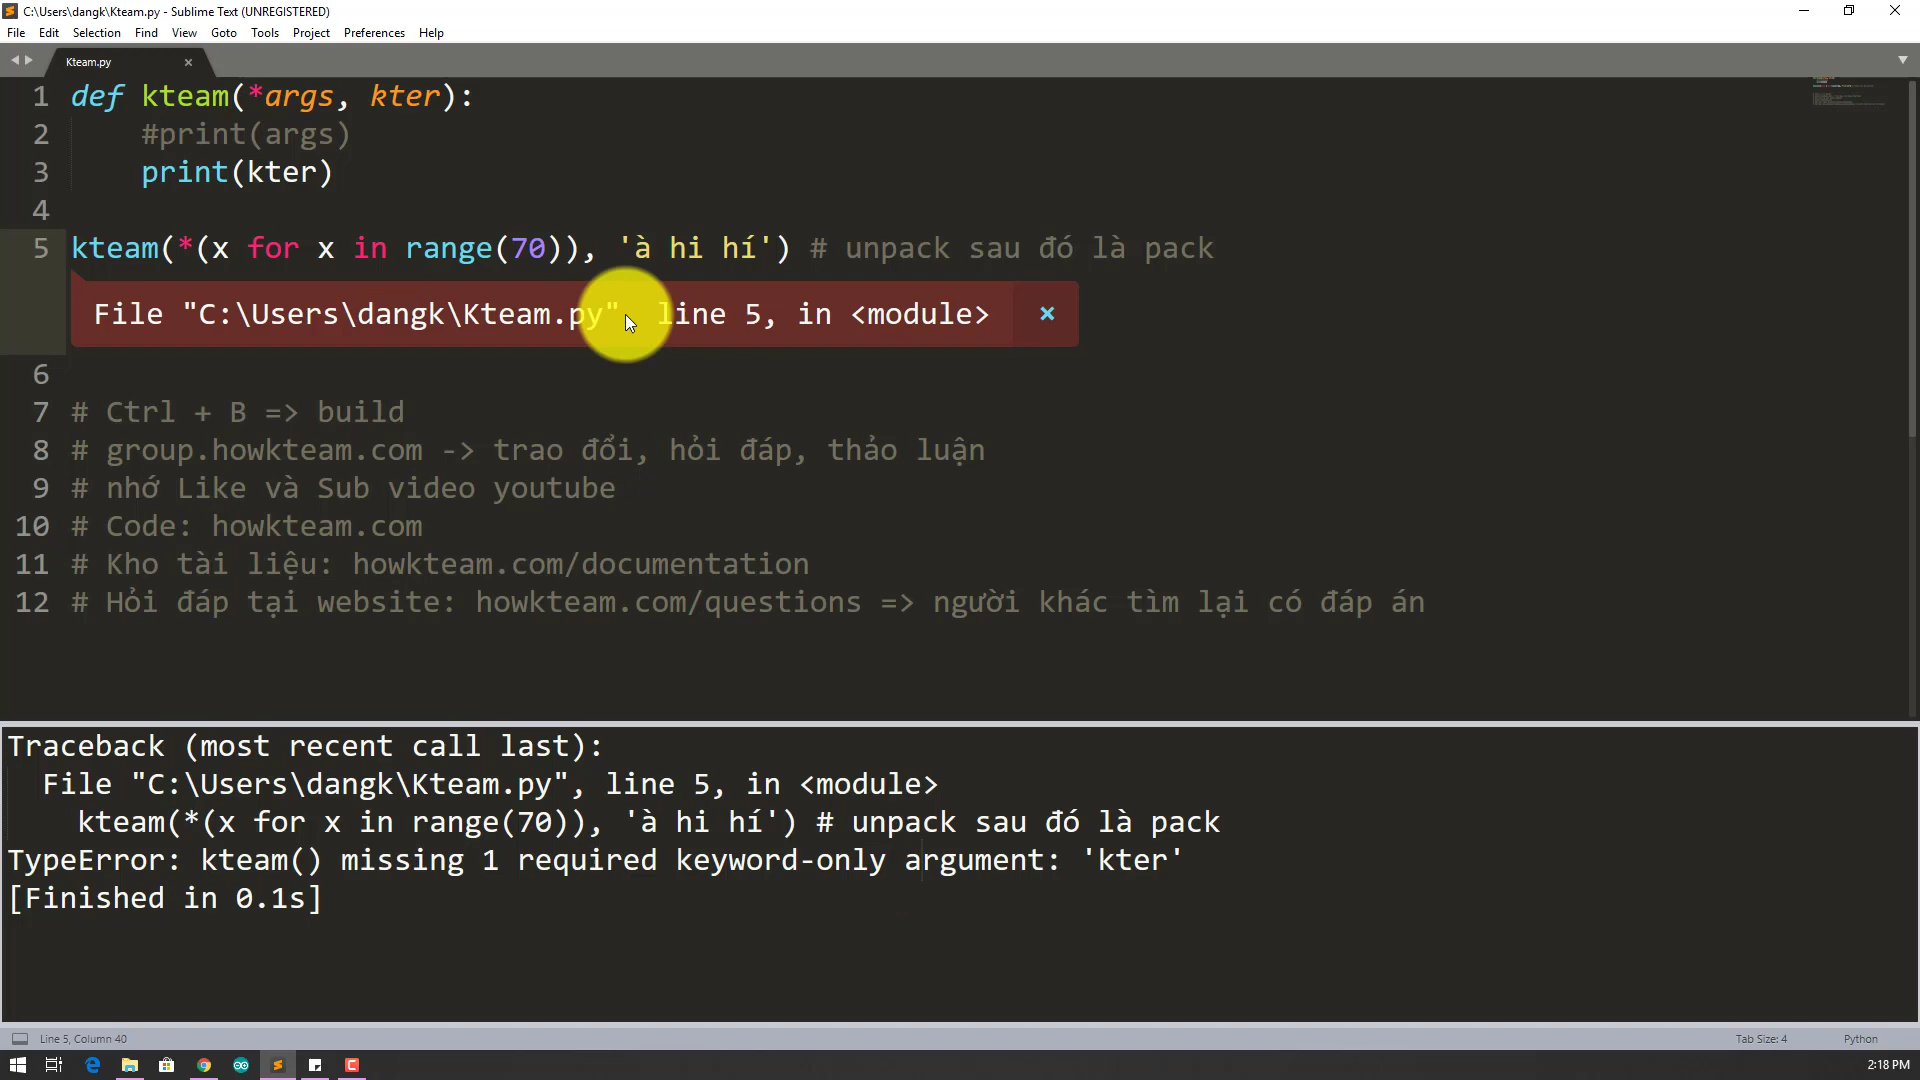 C:\Users\dangk\Kteam.py - Sublime Text (UNREGISTERED)
File Edit Selection Find View Goto Tools Project Preferences Help
Kteam.py
1 def kteam(*args, kter):
2 #print(args)
3 print(kter)
4
5 kteam(*(x for x in range(70)), 'à hi hí') # unpack sau đó là pack
File "C:\Users\dangk\Kteam.py", line 5, in <module> ×
6
7 # Ctrl + B => build
8 # group.howkteam.com -> trao đổi, hỏi đáp, thảo luận
9 # nhớ Like và Sub video youtube
10 # Code: howkteam.com
11 # Kho tài liệu: howkteam.com/documentation
12 # Hỏi đáp tại website: howkteam.com/questions => người khác tìm lại có đáp án
Traceback (most recent call last):
File "C:\Users\dangk\Kteam.py", line 5, in <module>
kteam(*(x for x in range(70)), 'à hi hí') # unpack sau đó là pack
TypeError: kteam() missing 1 required keyword-only argument: 'kter'
[Finished in 0.1s]
Line 5, Column 40
Tab Size: 4
Python
2:18 PM